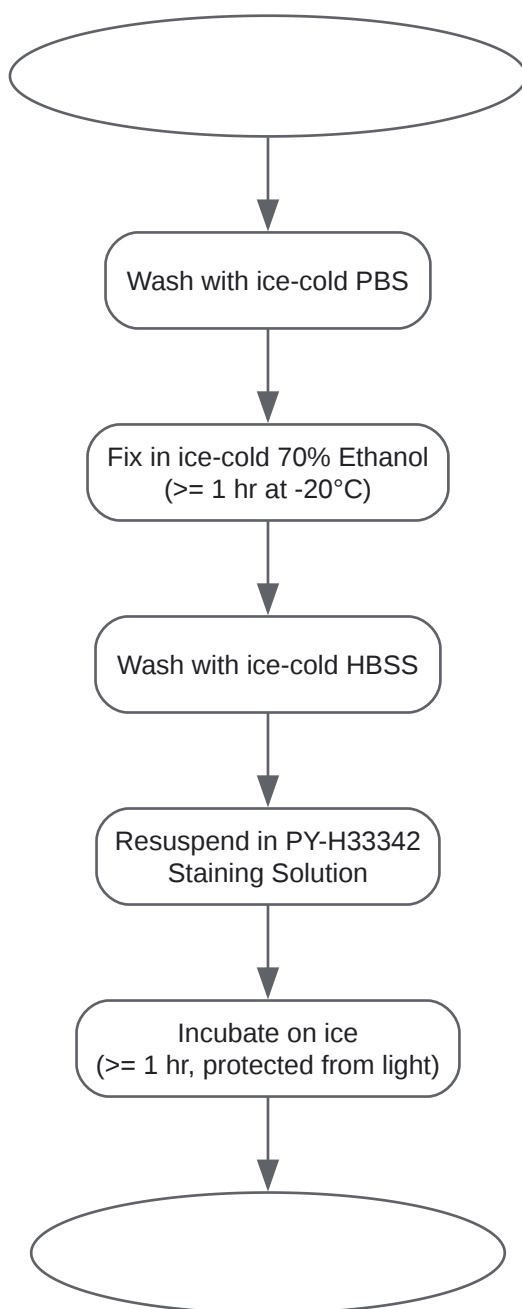 Wash with ice-cold PBS
Fix in ice-cold 70% Ethanol
(>= 1 hr at -20°C)
Wash with ice-cold HBSS
Resuspend in PY-H33342
Staining Solution
Incubate on ice
(>= 1 hr, protected from light)